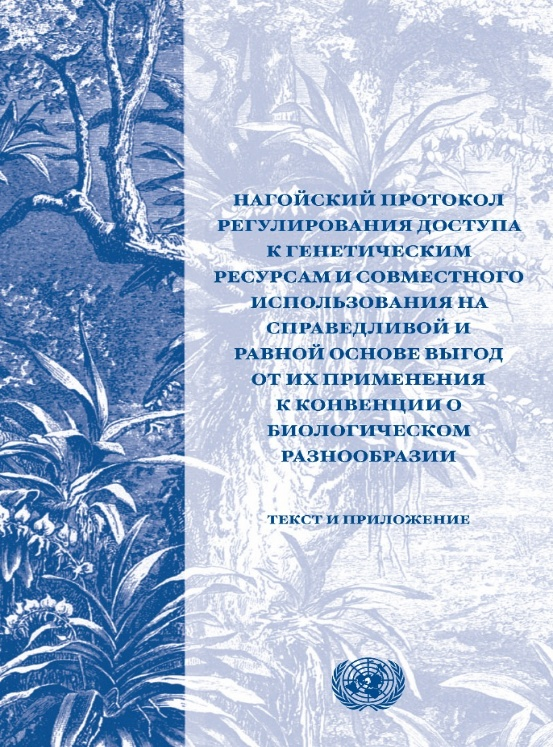 НАГОЙСКИЙ ПРОТОКОЛ
РЕГУЛИРОВАНИЯ ДОСТУПА
К ГЕНЕТИЧЕСКИМ
РЕСУРСАМ И СОВМЕСТНОГО
ИСПОЛЬЗОВАНИЯ НА
СПРАВЕДЛИВОЙ И
РАВНОЙ ОСНОВЕ ВЫГОД
ОТ ИХ ПРИМЕНЕНИЯ
К КОНВЕНЦИИ О
БИОЛОГИЧЕСКОМ
РАЗНООБРАЗИИ
ТЕКСТ И ПРИЛОЖЕНИЕ